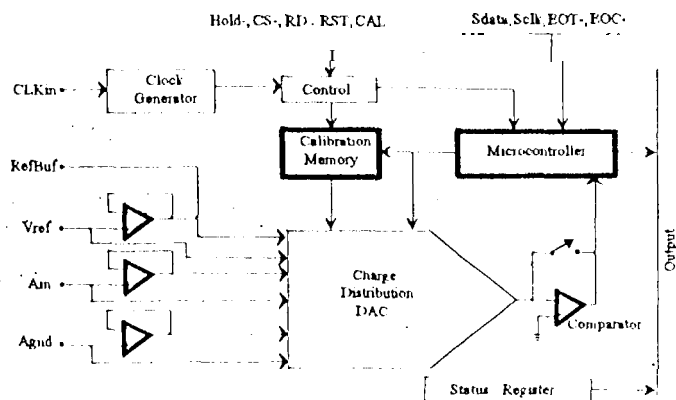 Hold-, CS-, RD-, RST, CAL
Sdata, Sclk, EOT-, EOC-
CLKin
Clock
Generator
Control
Calibration
Memory
Microcontroller
RefBuf
Vref
Ain
Agnd
Charge
Distribution
DAC
Comparator
Output
Status Register